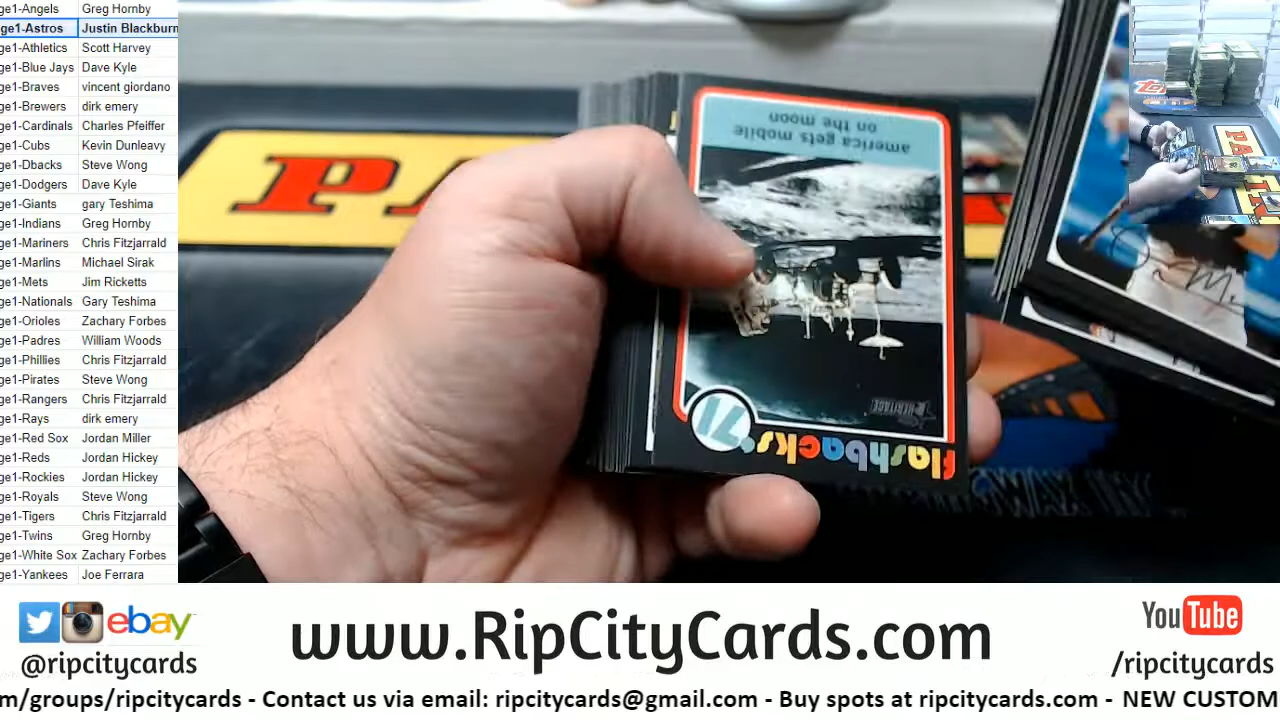 ge1-Angels Greg Hornby
ge1-Astros Justin Blackburn
ge1-Athletics Scott Harvey
ge1-Blue Jays Dave Kyle
ge1-Braves vincent giordano
ge1-Brewers dirk emery
ge1-Cardinals Charles Pfeiffer
ge1-Cubs Kevin Dunleavy
ge1-Dbacks Steve Wong
ge1-Dodgers Dave Kyle
ge1-Giants gary Teshima
ge1-Indians Greg Hornby
ge1-Mariners Chris Fitzjarrald
ge1-Marlins Michael Sirak
ge1-Mets Jim Ricketts
ge1-Nationals Gary Teshima
ge1-Orioles Zachary Forbes
ge1-Padres William Woods
ge1-Phillies Chris Fitzjarrald
ge1-Pirates Steve Wong
ge1-Rangers Chris Fitzjarrald
ge1-Rays dirk emery
ge1-Red Sox Jordan Miller
ge1-Reds Jordan Hickey
ge1-Rockies Jordan Hickey
ge1-Royals Steve Wong
ge1-Tigers Chris Fitzjarrald
ge1-Twins Greg Hornby
ge1-White Sox Zachary Forbes
ge1-Yankees Joe Ferrara
flashbacks '71
HERITAGE
america gets mobile
on the moon
PA
ebay
@ripcitycards
www.RipCityCards.com
YouTube
/ripcitycards
m/groups/ripcitycards - Contact us via email: ripcitycards@gmail.com - Buy spots at ripcitycards.com - NEW CUSTOM